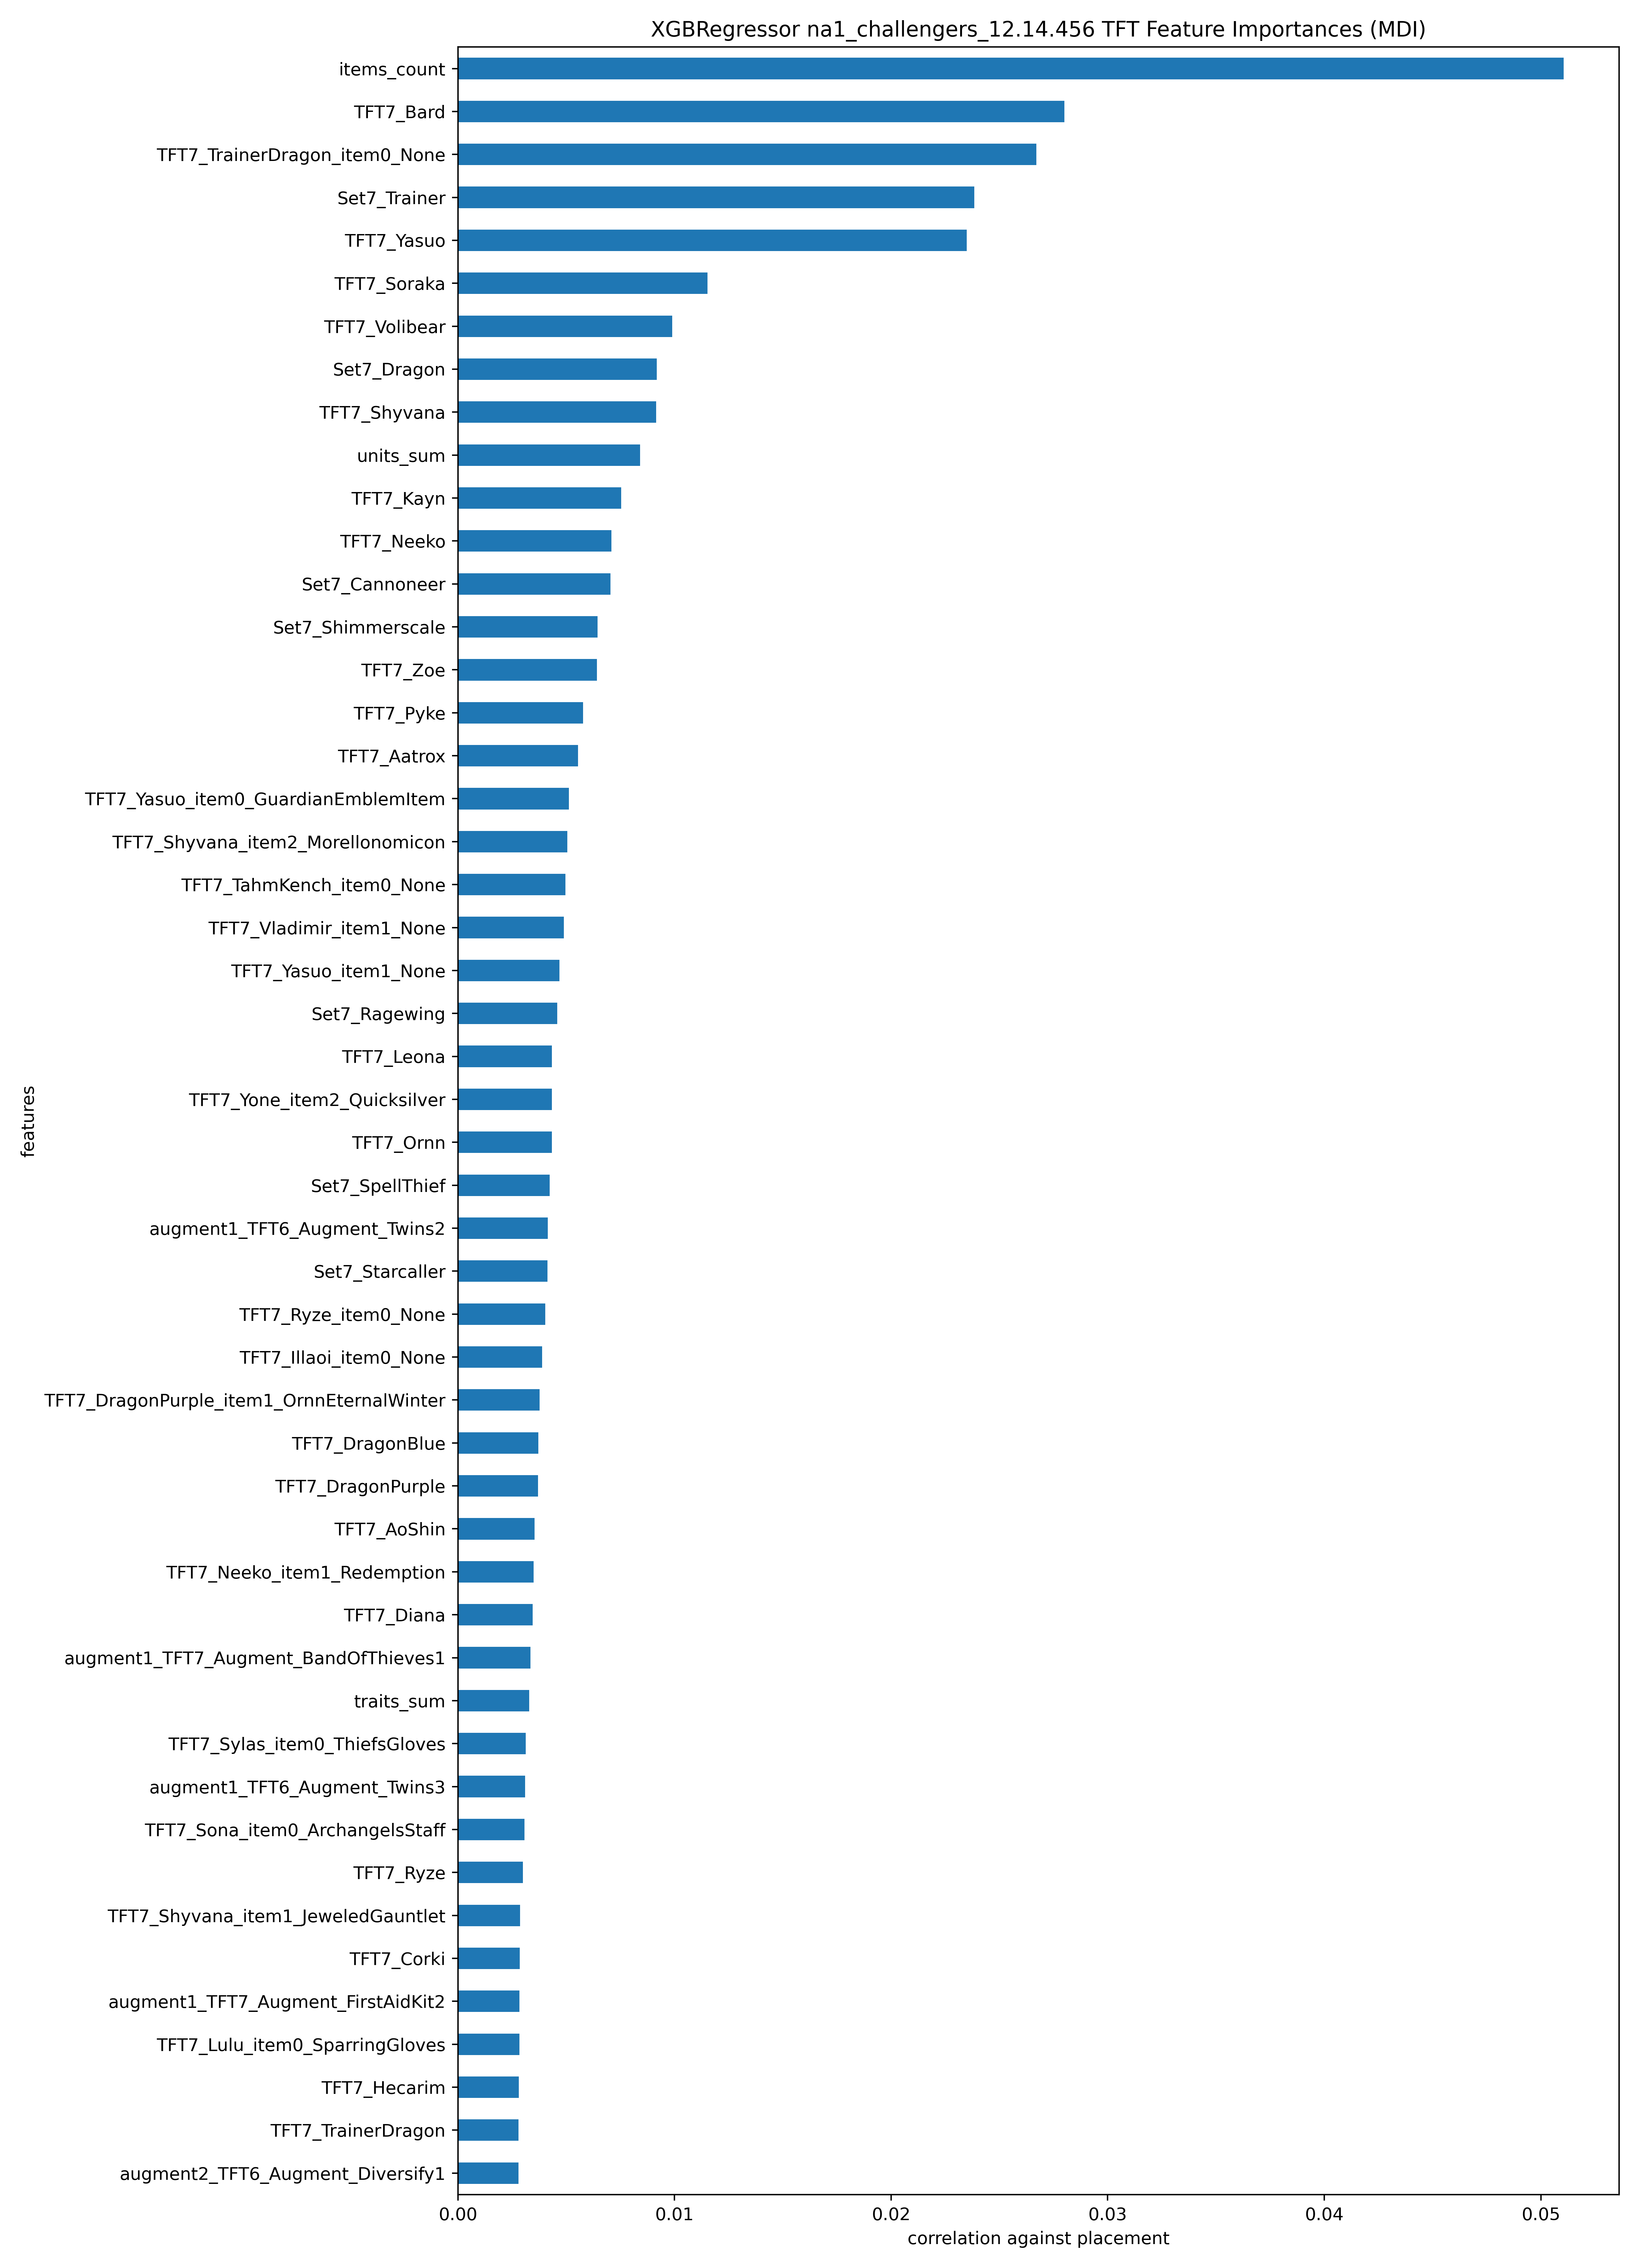 XGBRegressor na1_challengers_12.14.456 TFT Feature Importances (MDI)
items_count
TFT7_Bard
TFT7_TrainerDragon_item0_None
Set7_Trainer
TFT7_Yasuo
TFT7_Soraka
TFT7_Volibear
Set7_Dragon
TFT7_Shyvana
units_sum
TFT7_Kayn
TFT7_Neeko
Set7_Cannoneer
Set7_Shimmerscale
TFT7_Zoe
TFT7_Pyke
TFT7_Aatrox
TFT7_Yasuo_item0_GuardianEmblemItem
TFT7_Shyvana_item2_Morellonomicon
TFT7_TahmKench_item0_None
TFT7_Vladimir_item1_None
TFT7_Yasuo_item1_None
Set7_Ragewing
TFT7_Leona
TFT7_Yone_item2_Quicksilver
TFT7_Ornn
Set7_SpellThief
augment1_TFT6_Augment_Twins2
Set7_Starcaller
TFT7_Ryze_item0_None
TFT7_Illaoi_item0_None
TFT7_DragonPurple_item1_OrnnEternalWinter
TFT7_DragonBlue
TFT7_DragonPurple
TFT7_AoShin
TFT7_Neeko_item1_Redemption
TFT7_Diana
augment1_TFT7_Augment_BandOfThieves1
traits_sum
TFT7_Sylas_item0_ThiefsGloves
augment1_TFT6_Augment_Twins3
TFT7_Sona_item0_ArchangelsStaff
TFT7_Ryze
TFT7_Shyvana_item1_JeweledGauntlet
TFT7_Corki
augment1_TFT7_Augment_FirstAidKit2
TFT7_Lulu_item0_SparringGloves
TFT7_Hecarim
TFT7_TrainerDragon
augment2_TFT6_Augment_Diversify1
features
0.00 0.01 0.02 0.03 0.04 0.05
correlation against placement